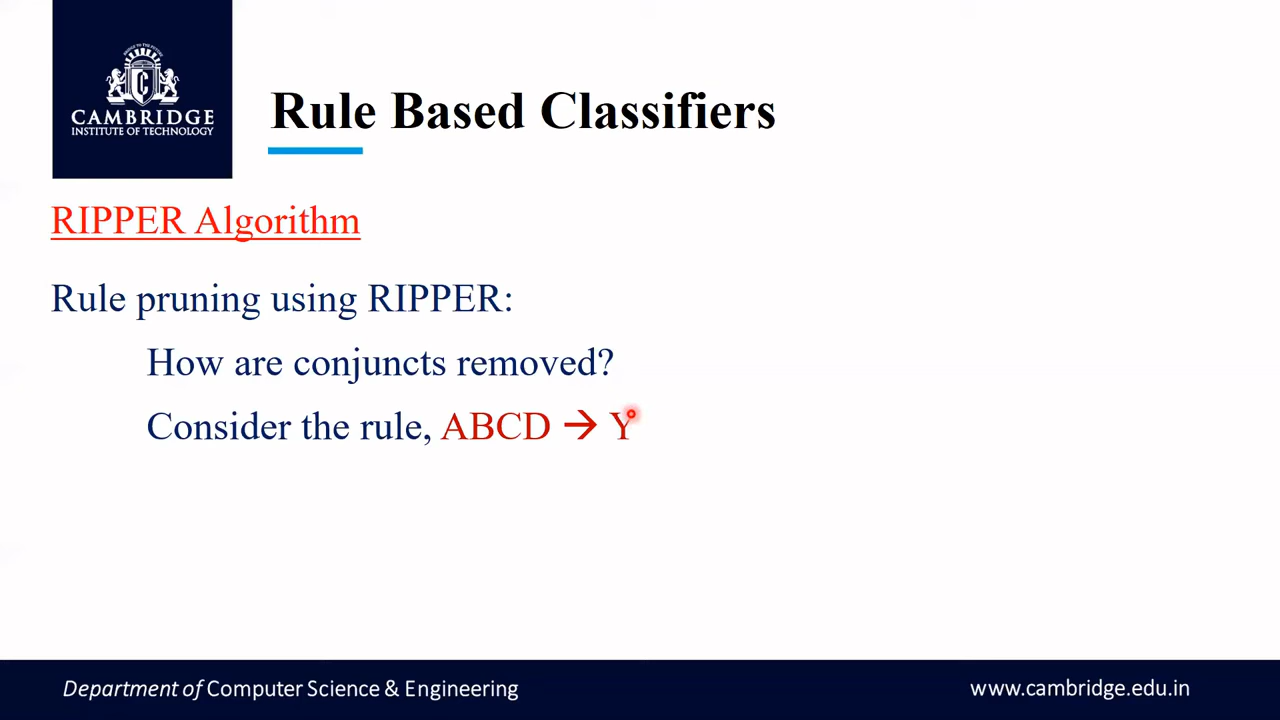 CAMBRIDGE
INSTITUTE OF TECHNOLOGY
Rule Based Classifiers
RIPPER Algorithm
Rule pruning using RIPPER:
How are conjuncts removed?
Consider the rule, ABCD → Y
Department of Computer Science & Engineering
www.cambridge.edu.in